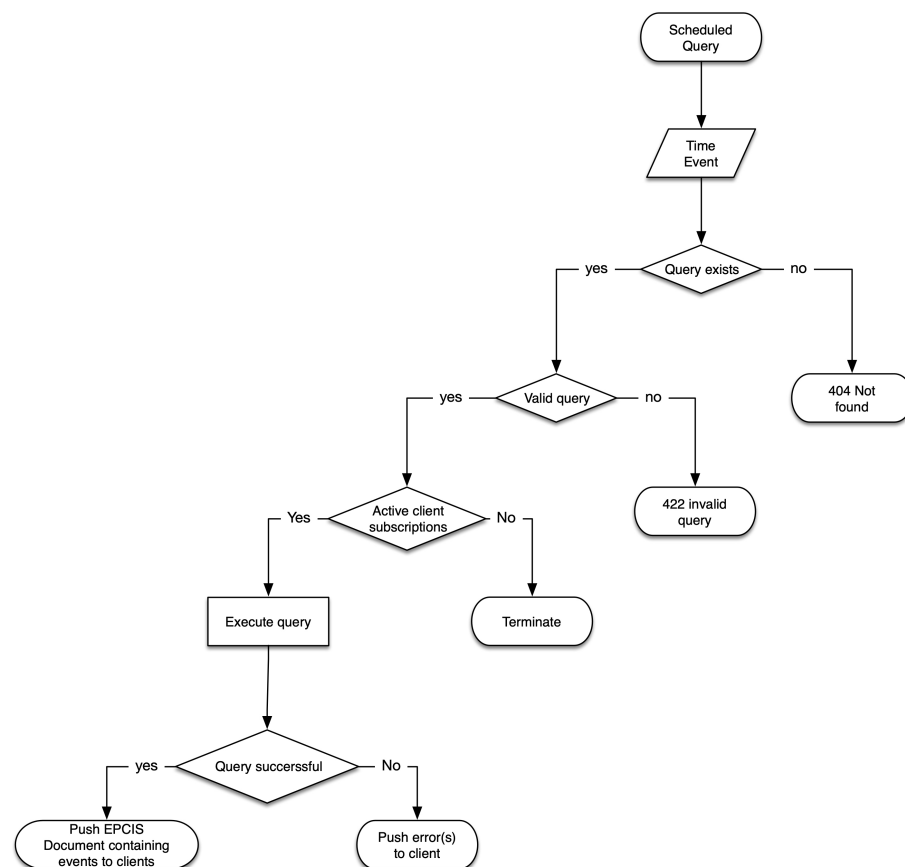 Scheduled
Query
Time
Event
yes
Query exists
no
yes
Valid query
no
404 Not
found
Yes
Active client
subscriptions
No
422 invalid
query
Execute query
Terminate
yes
Query succerssful
No
Push EPCIS
Document containing
events to clients
Push error(s)
to client